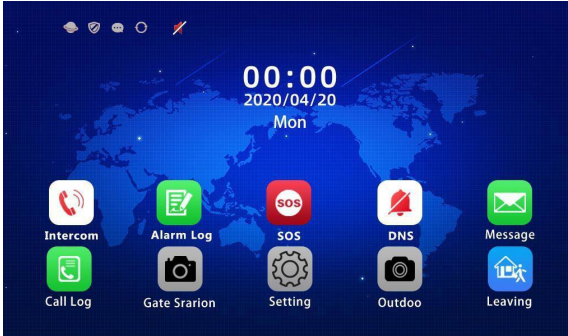 00:00
2020/04/20
Mon
Intercom
Alarm Log
SOS
SOS
DNS
Message
Call Log
Gate Srarion
Setting
Outdoo
Leaving